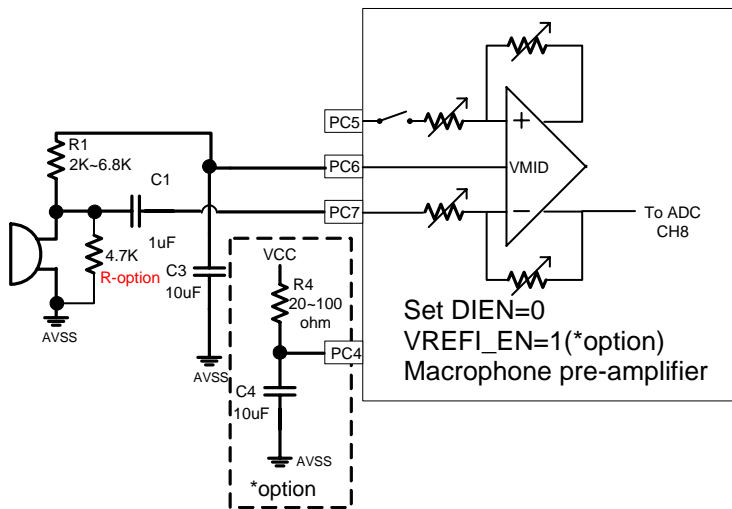 R1
2K~6.8K
C1
1uF
4.7K
R-option
AVSS
C3
10uF
AVSS
VCC
R4
20~100
ohm
C4
10uF
AVSS
*option
PC5
PC6
PC7
PC4
+
VMID
−
To ADC
CH8
Set DIEN=0
VREFI_EN=1(*option)
Macrophone pre-amplifier